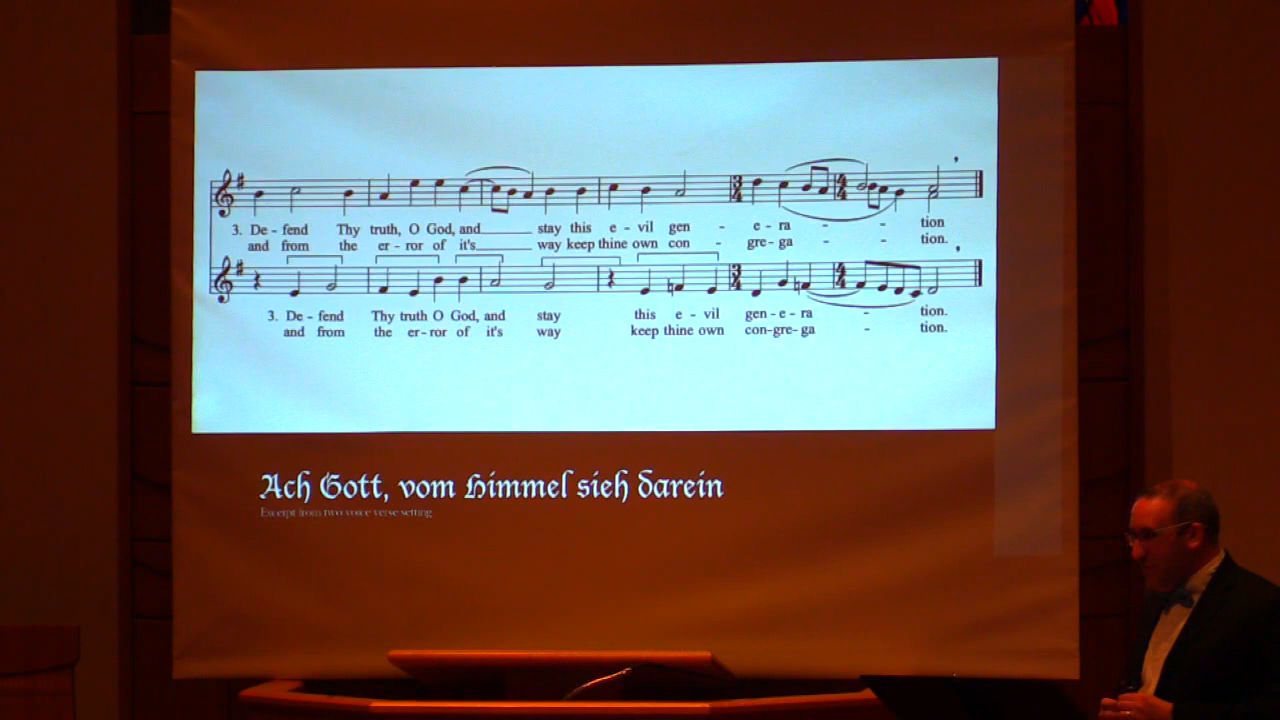 3. De - fend Thy truth, O God, and stay this e - vil gen - e - ra - - tion
and from the er - ror of it's way keep thine own con - gre - ga - - tion.
3. De - fend Thy truth O God, and stay this e - vil gen - e - ra - tion.
and from the er - ror of it's way keep thine own con - gre - ga - tion.
Ach Gott, vom Himmel sieh darein
Excerpt from two voice verse setting